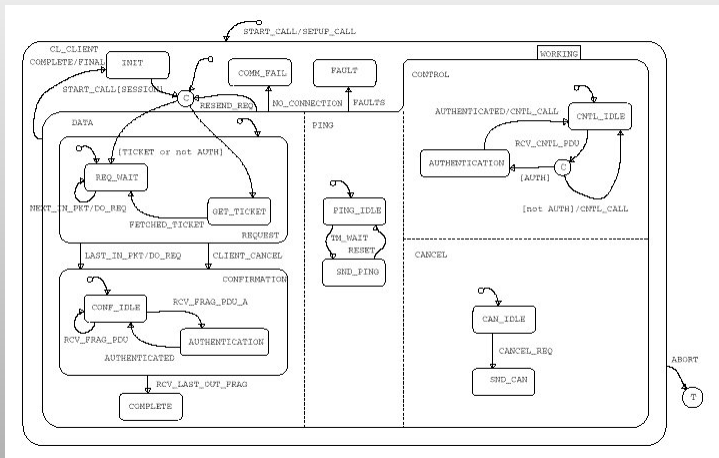 START_CALL/SETUP_CALL
CL_CLIENT
COMPLETE/FINAL
INIT
START_CALL[SESSION]
C
RESEND_REQ
COMM_FAIL
NO_CONNECTION
FAULT
FAULTS
WORKING
CONTROL
AUTHENTICATED/CNTL_CALL
CNTL_IDLE
RCV_CNTL_PDU
AUTHENTICATION
C
[AUTH]
[not AUTH]/CNTL_CALL
DATA
[TICKET or not AUTH]
REQ_WAIT
NEXT_IN_PKT/DO_REQ
GET_TICKET
FETCHED_TICKET
REQUEST
LAST_IN_PKT/DO_REQ
CLIENT_CANCEL
CONFIRMATION
CONF_IDLE
RCV_FRAG_PDU_A
RCV_FRAG_PDU
AUTHENTICATION
AUTHENTICATED
RCV_LAST_OUT_FRAG
COMPLETE
PING
PING_IDLE
TM_WAIT
RESET
SND_PING
CANCEL
CAN_IDLE
CANCEL_REQ
SND_CAN
ABORT
T